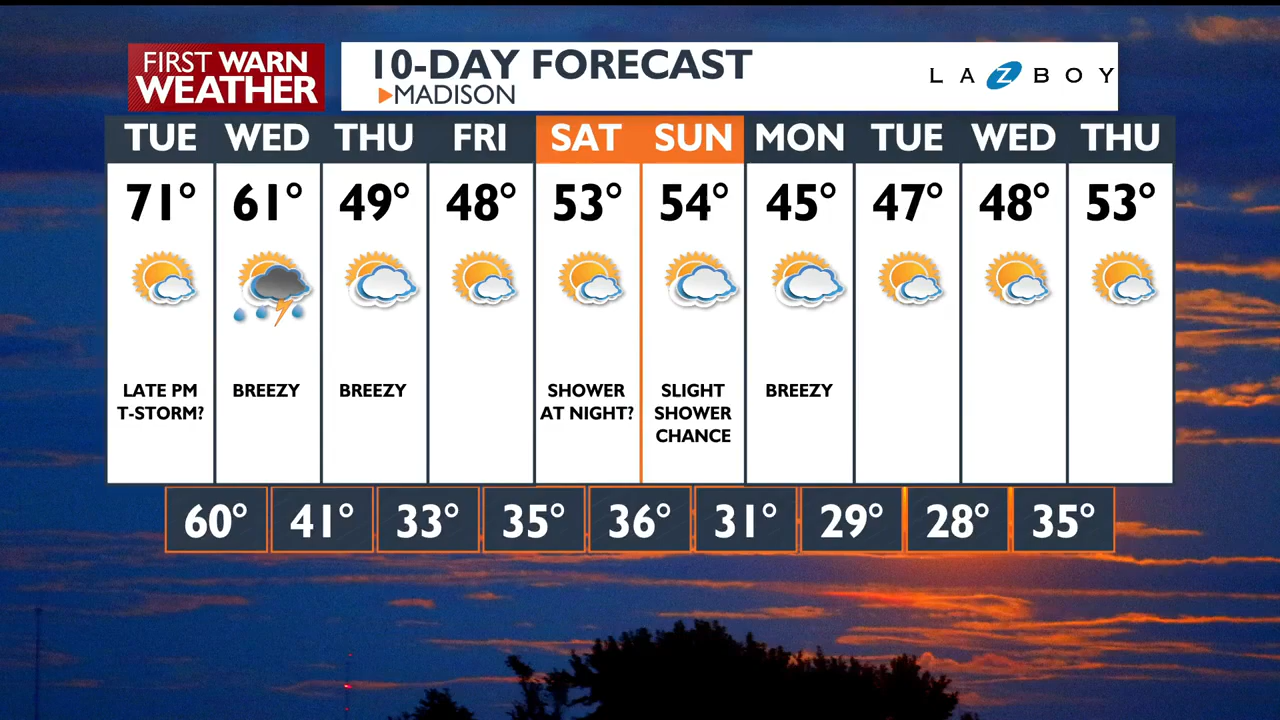 FIRST WARN
WEATHER
10-DAY FORECAST
MADISON
LAZBOY
TUE WED THU FRI SAT SUN MON TUE WED THU
71° 61° 49° 48° 53° 54° 45° 47° 48° 53°
LATE PM
T-STORM?
BREEZY
BREEZY
SHOWER
AT NIGHT?
SLIGHT
SHOWER
CHANCE
BREEZY
60° 41° 33° 35° 36° 31° 29° 28° 35°